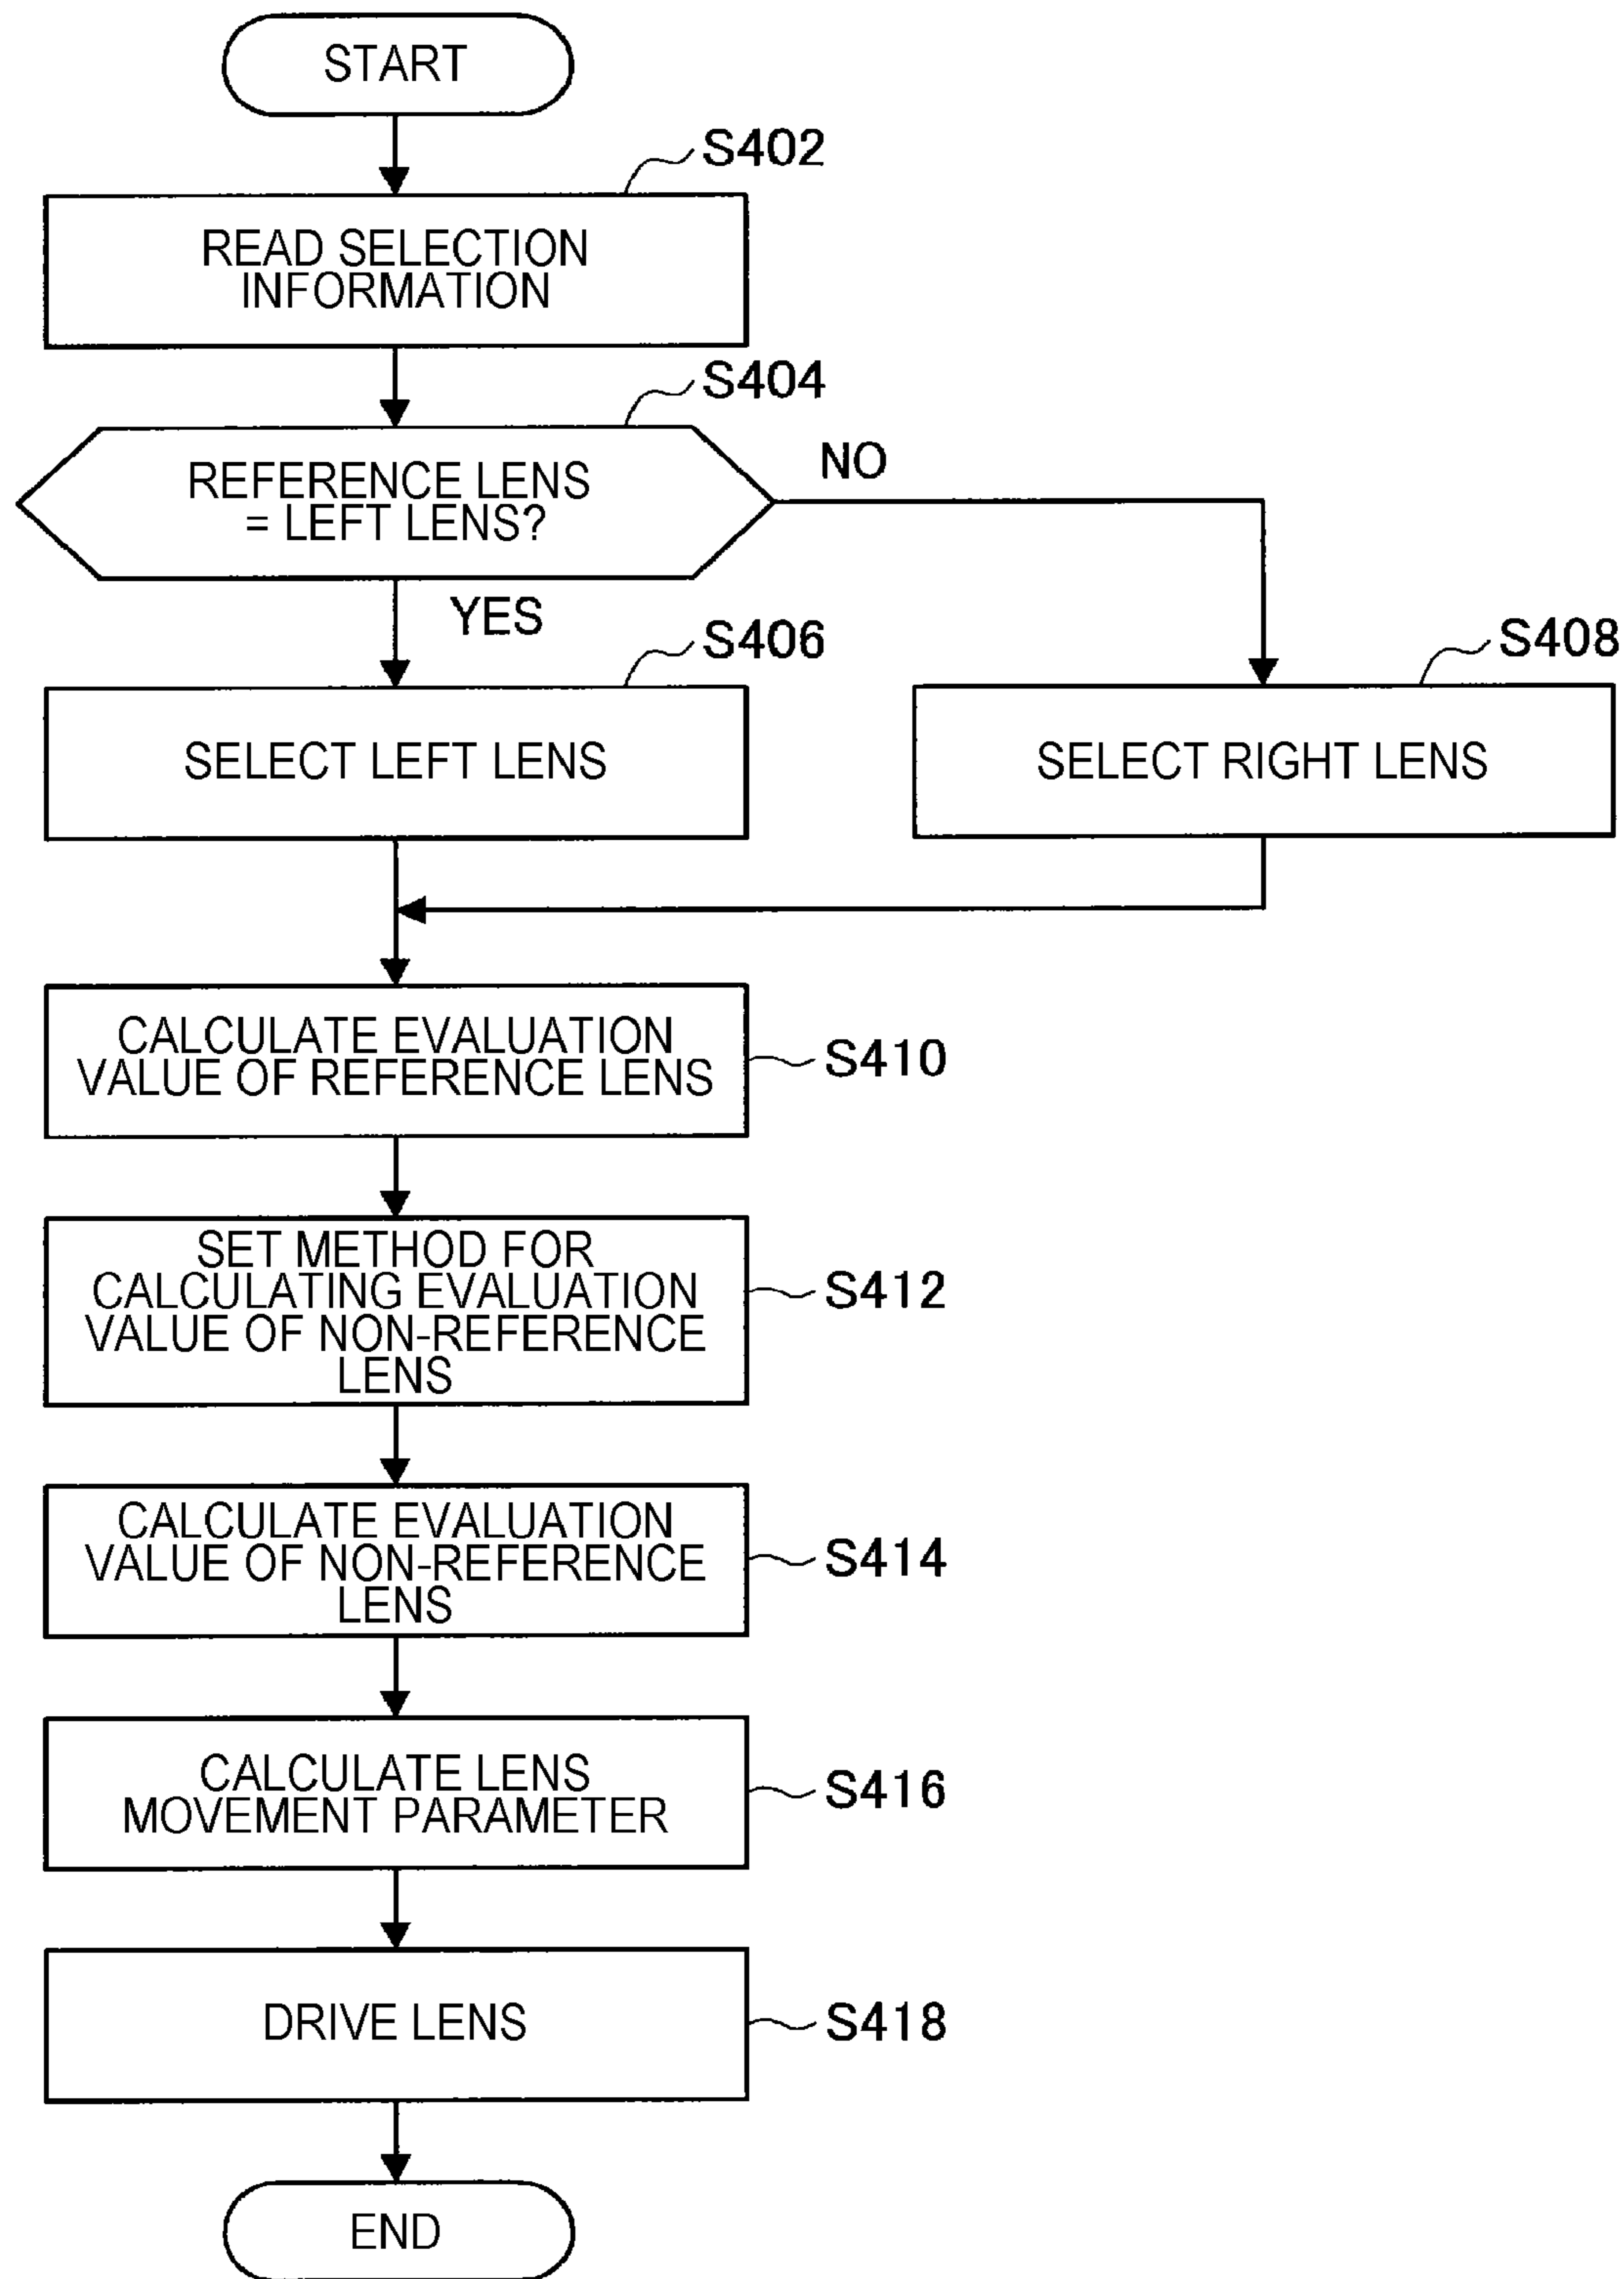 START
S402
READ SELECTION
INFORMATION
S404
REFERENCE LENS
= LEFT LENS?
NO
YES
S406
S408
SELECT LEFT LENS
SELECT RIGHT LENS
CALCULATE EVALUATION
VALUE OF REFERENCE LENS
S410
SET METHOD FOR
CALCULATING EVALUATION
VALUE OF NON-REFERENCE
LENS
S412
CALCULATE EVALUATION
VALUE OF NON-REFERENCE
LENS
S414
CALCULATE LENS
MOVEMENT PARAMETER
S416
DRIVE LENS
S418
END